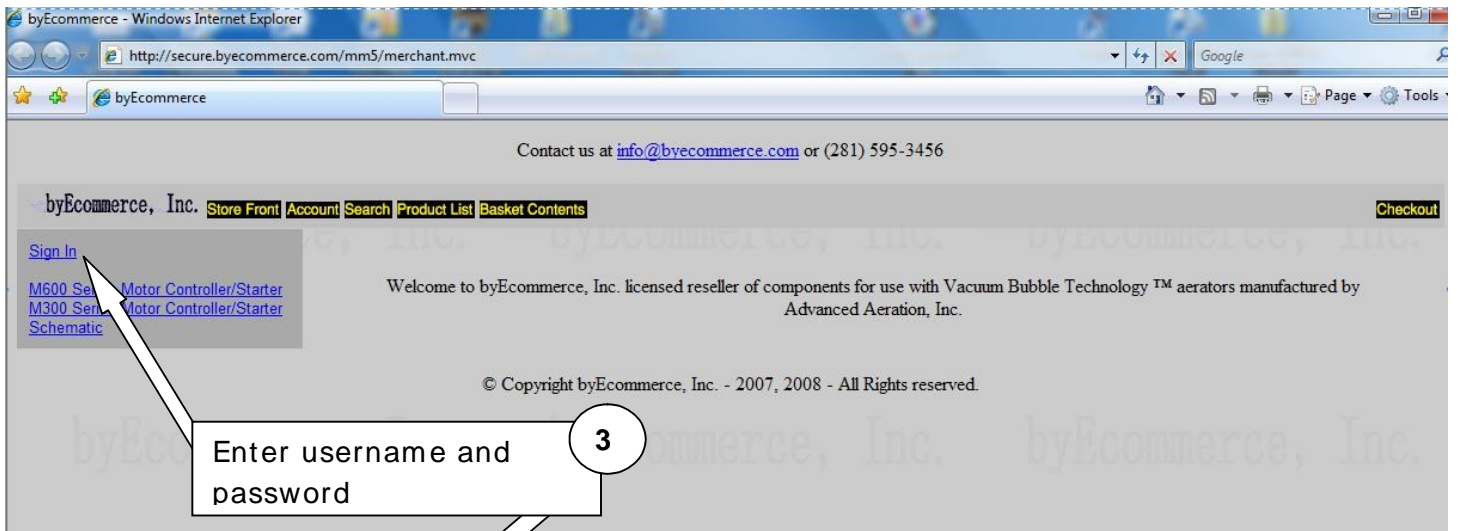 byEcommerce - Windows Internet Explorer
http://secure.byecommerce.com/mm5/merchant.mvc
Google
byEcommerce
Page
Tools
Contact us at info@byecommerce.com or (281) 595-3456
byEcommerce, Inc. Store Front Account Search Product List Basket Contents Checkout
Sign In
M600 Motor Controller/Starter
M300 Motor Controller/Starter
Schematic
Welcome to byEcommerce, Inc. licensed reseller of components for use with Vacuum Bubble Technology ™ aerators manufactured by
Advanced Aeration, Inc.
© Copyright byEcommerce, Inc. - 2007, 2008 - All Rights reserved.
Enter username and
password
3
byEcommerce, Inc.